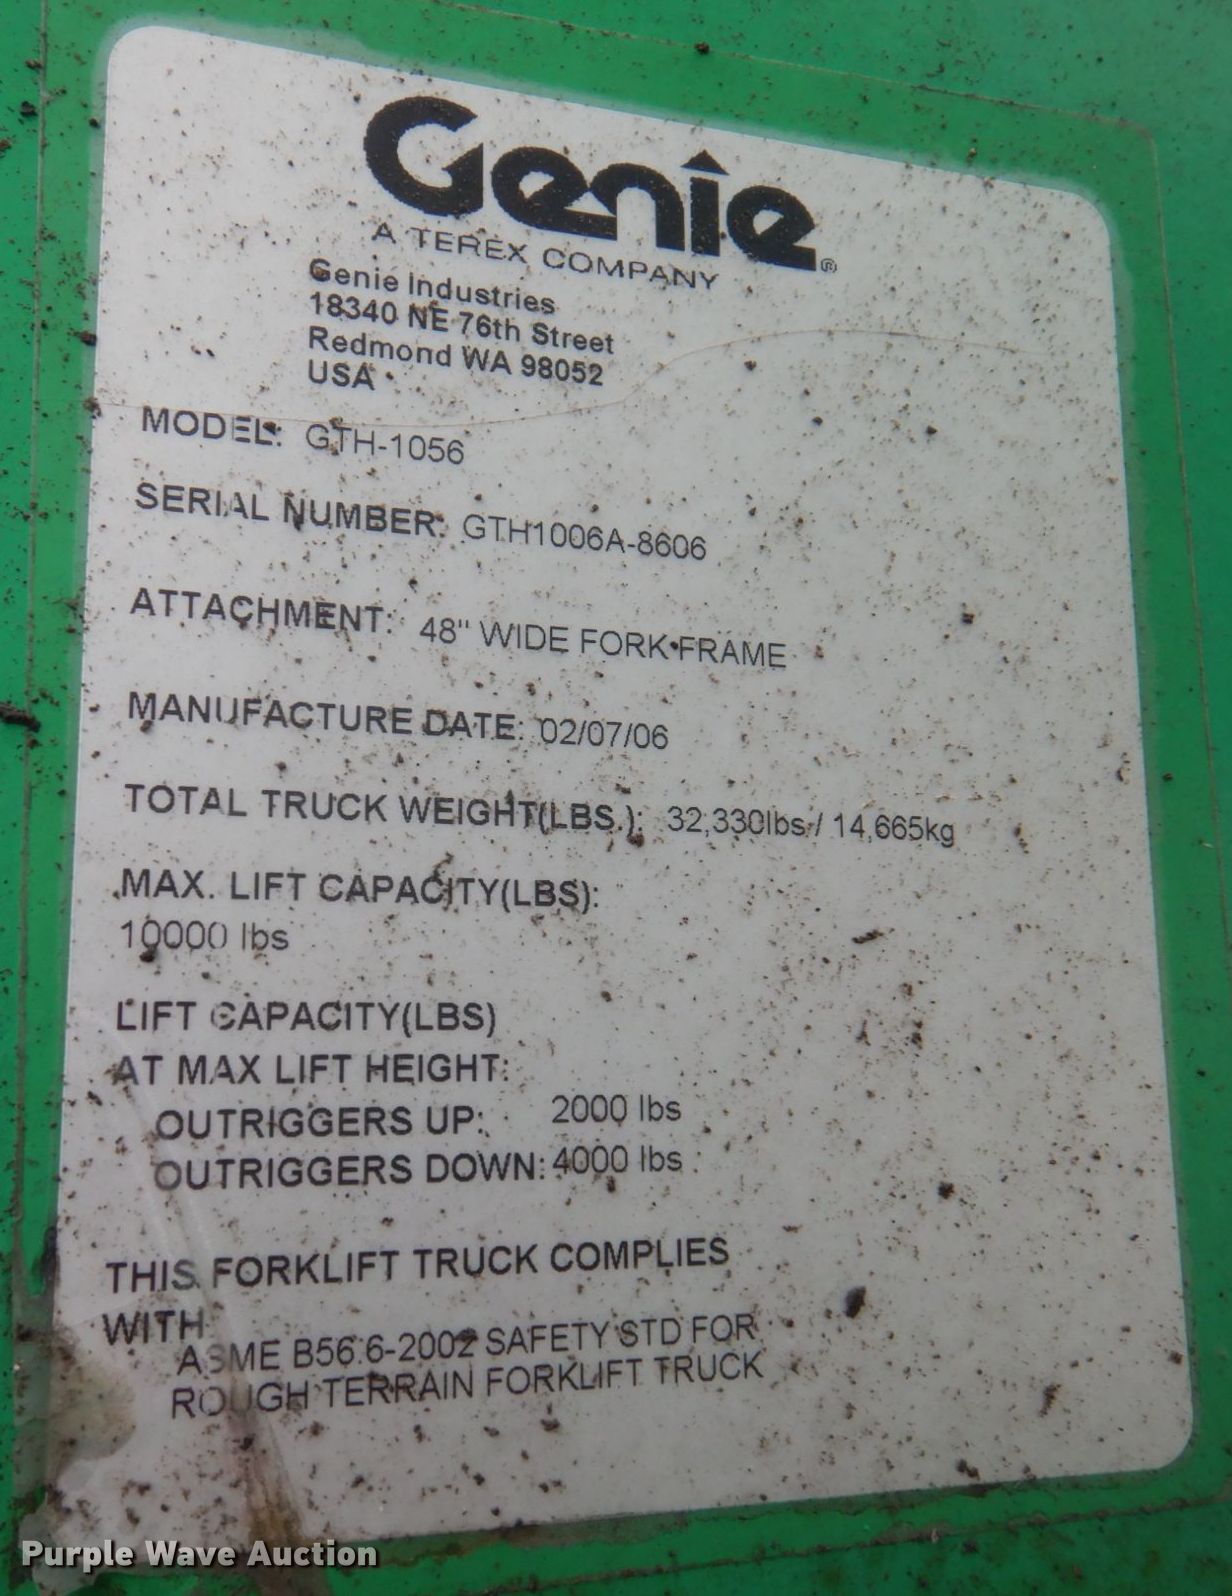 Genie®
A TEREX COMPANY
Genie Industries
18340 NE 76th Street
Redmond WA 98052
USA
MODEL: GTH-1056
SERIAL NUMBER: GTH1006A-8606
ATTACHMENT: 48" WIDE FORK FRAME
MANUFACTURE DATE: 02/07/06
TOTAL TRUCK WEIGHT(LBS.): 32,330lbs / 14,665kg
MAX. LIFT CAPACITY(LBS):
10000 lbs
LIFT CAPACITY(LBS)
AT MAX LIFT HEIGHT:
OUTRIGGERS UP: 2000 lbs
OUTRIGGERS DOWN: 4000 lbs
THIS FORKLIFT TRUCK COMPLIES
WITH
ASME B56.6-2002 SAFETY STD FOR
ROUGH TERRAIN FORKLIFT TRUCK
Purple Wave Auction